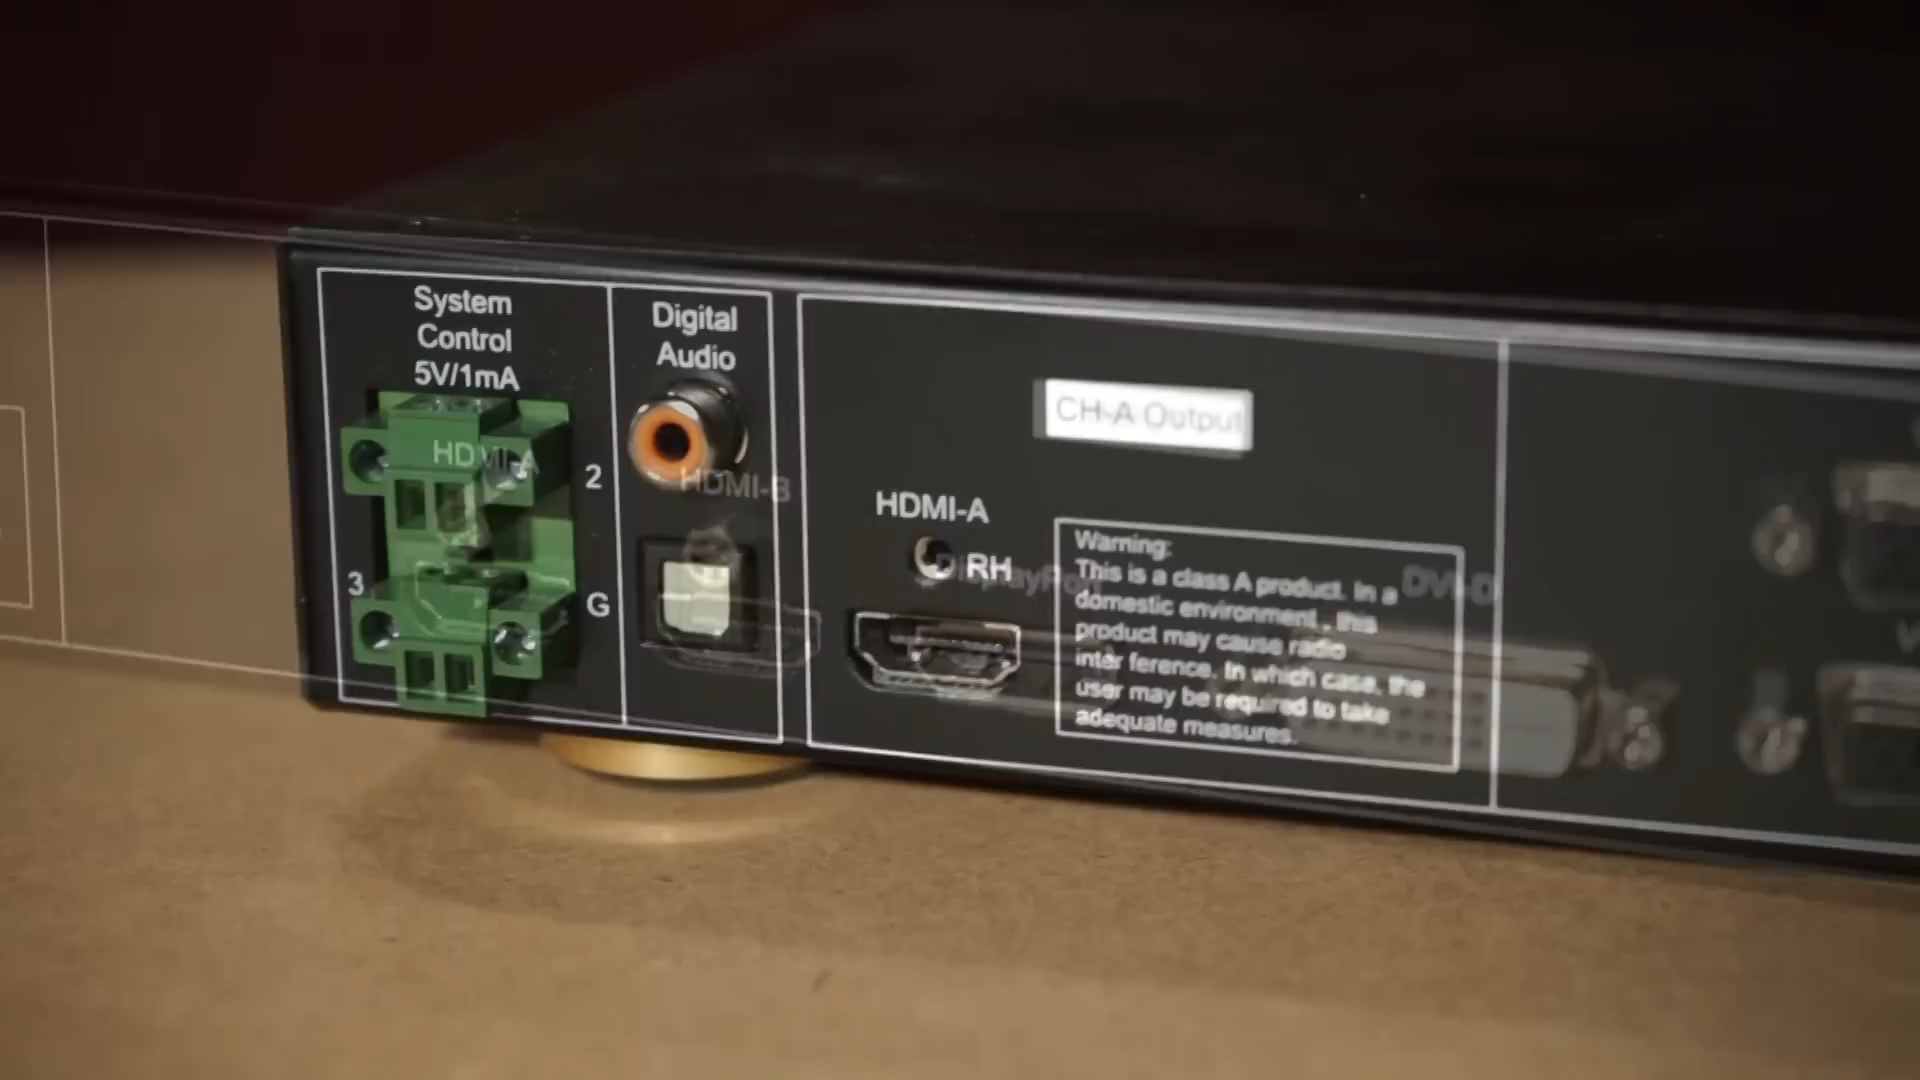 System
Control
5V/1mA
2
3
G
Digital
Audio
HDMI-A
HDMI-B
CH-A Output
HDMI-A
RH
DisplayPort
DVI-D
Warning:
This is a class A product. In a
domestic environment , this
product may cause radio
inter ference. In which case, the
user may be required to take
adequate measures.